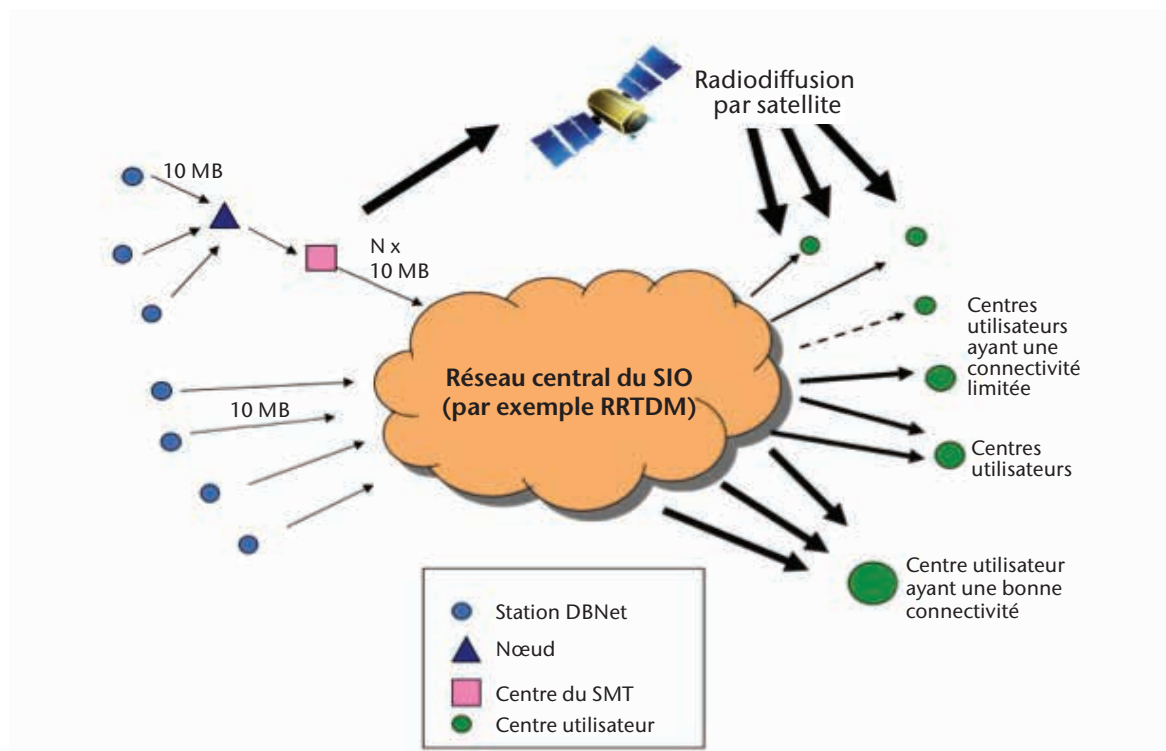 Radiodiffusion
par satellite
10 MB
N x
10 MB
Centres
utilisateurs
ayant une
connectivité
limitée
Réseau central du SIO
(par exemple RRTDM)
10 MB
Centres
utilisateurs
Centre utilisateur
ayant une bonne
connectivité
Station DBNet
Nœud
Centre du SMT
Centre utilisateur